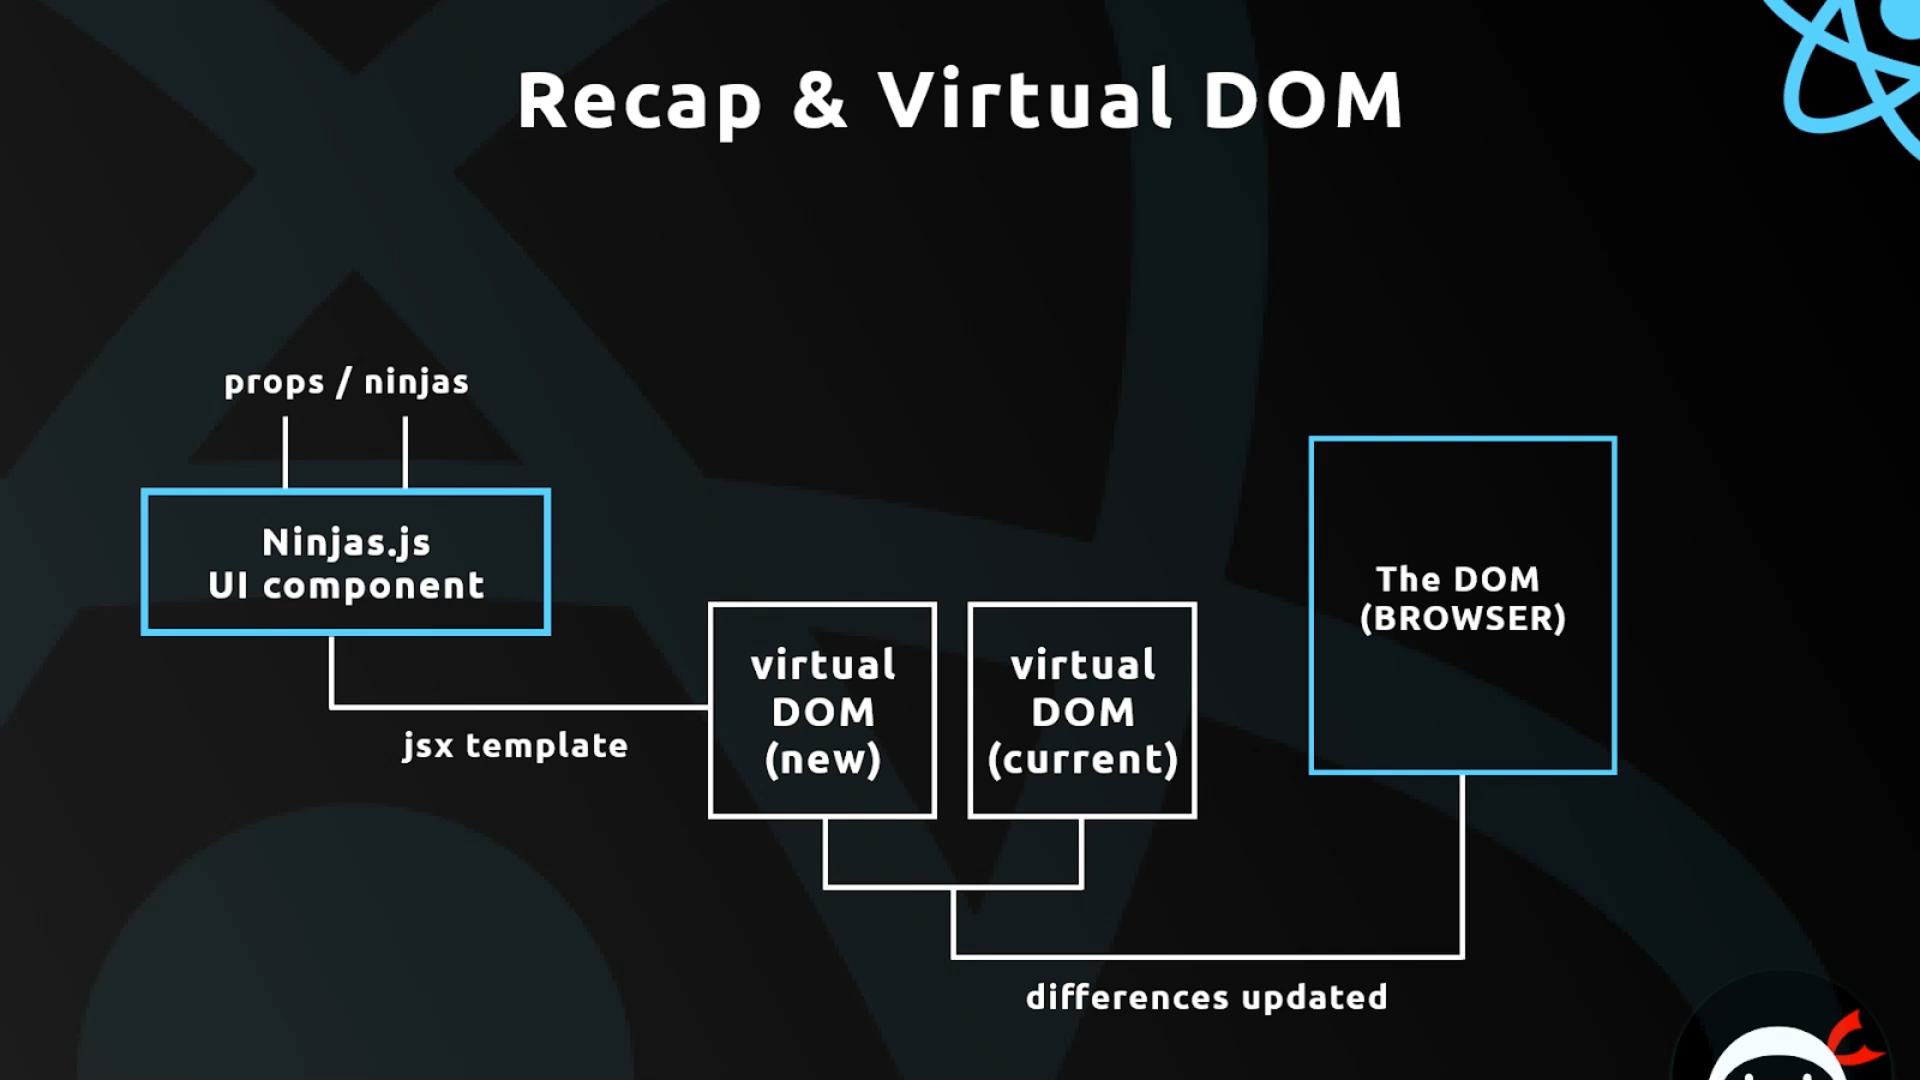 Recap & Virtual DOM
props / ninjas
Ninjas.js
UI component
jsx template
virtual
DOM
(new)
virtual
DOM
(current)
The DOM
(BROWSER)
differences updated